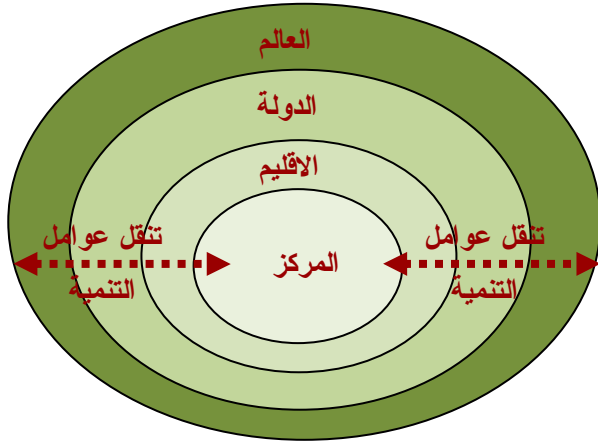 العالم
الدولة
الاقليم
تنقل عوامل
التنمية
المركز
تنقل عوامل
التنمية